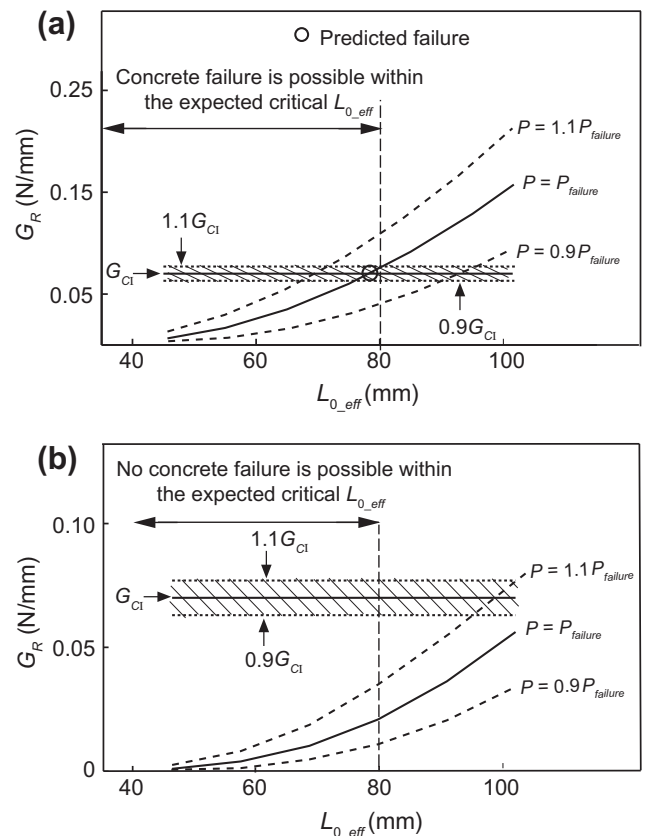 (a)
Predicted failure
Concrete failure is possible within
the expected critical L0_eff
0.25
P = 1.1Pfailure
0.15
P = Pfailure
1.1GCI
GCI
P = 0.9Pfailure
0.05
0.9GCI
GR (N/mm)
40 60 80 100
L0_eff (mm)
(b)
No concrete failure is possible within
the expected critical L0_eff
0.10
1.1GCI
P = 1.1Pfailure
GCI
P = Pfailure
0.05
0.9GCI
P = 0.9Pfailure
0
GR (N/mm)
40 60 80 100
L0_eff (mm)